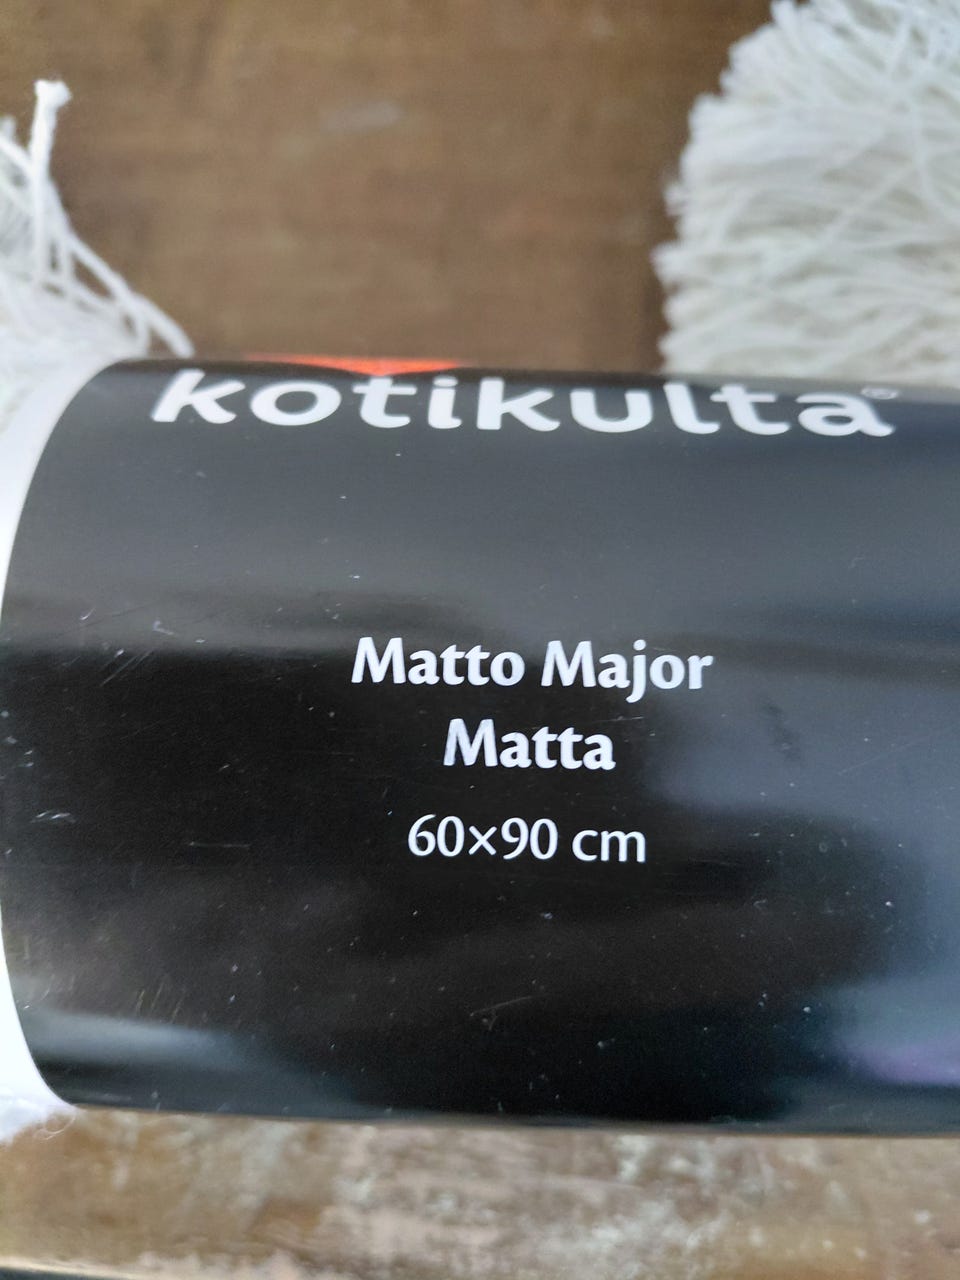 kotikulta®
Matto Major
Matta
60×90 cm